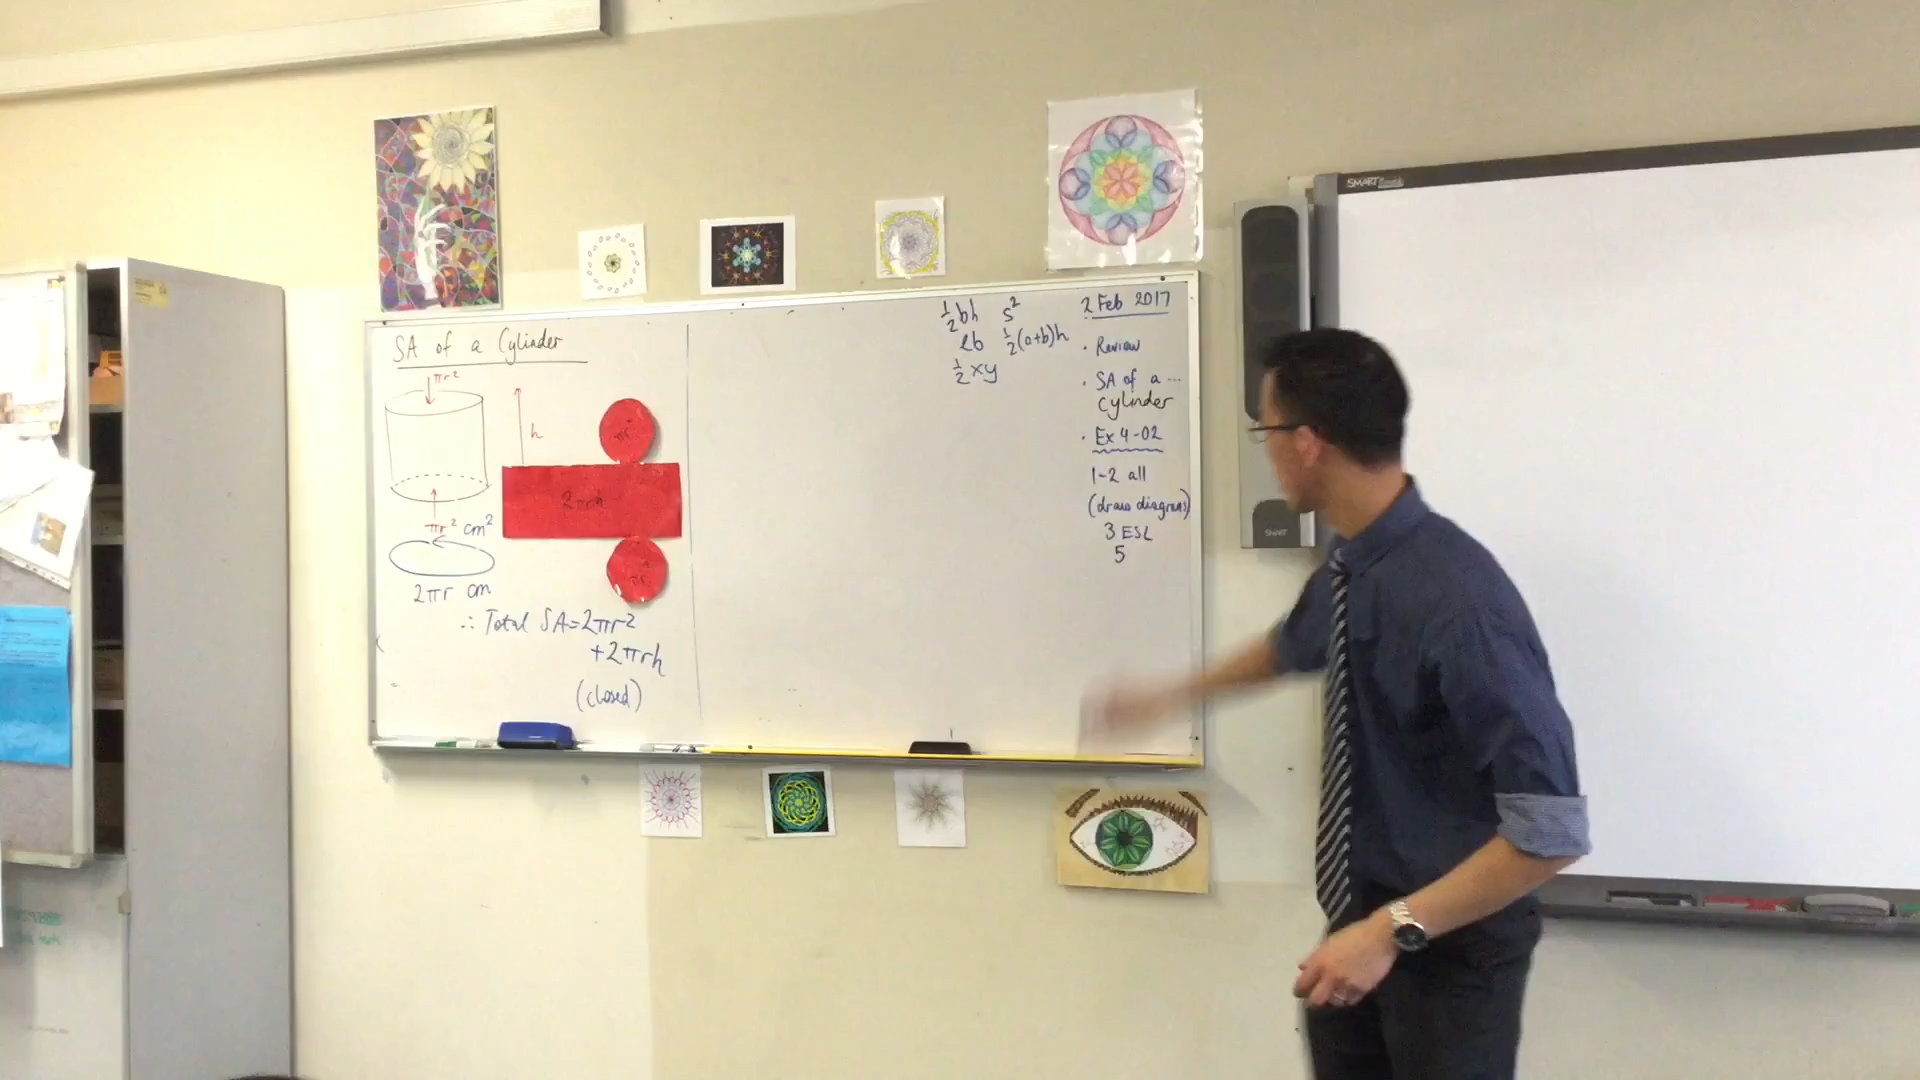 SA of a Cylinder
πr²
h
πr²
2πrh
πr² cm²
πr²
2πr cm
∴ Total SA=2πr²
+2πrh
(closed)
½bh s²
lb ½(a+b)h
½xy
2 Feb 2017
· Review
· SA of a ...
cylinder
· Ex 4-02
1-2 all
(draw diagrams)
3 ESL
5
SMART
SMART